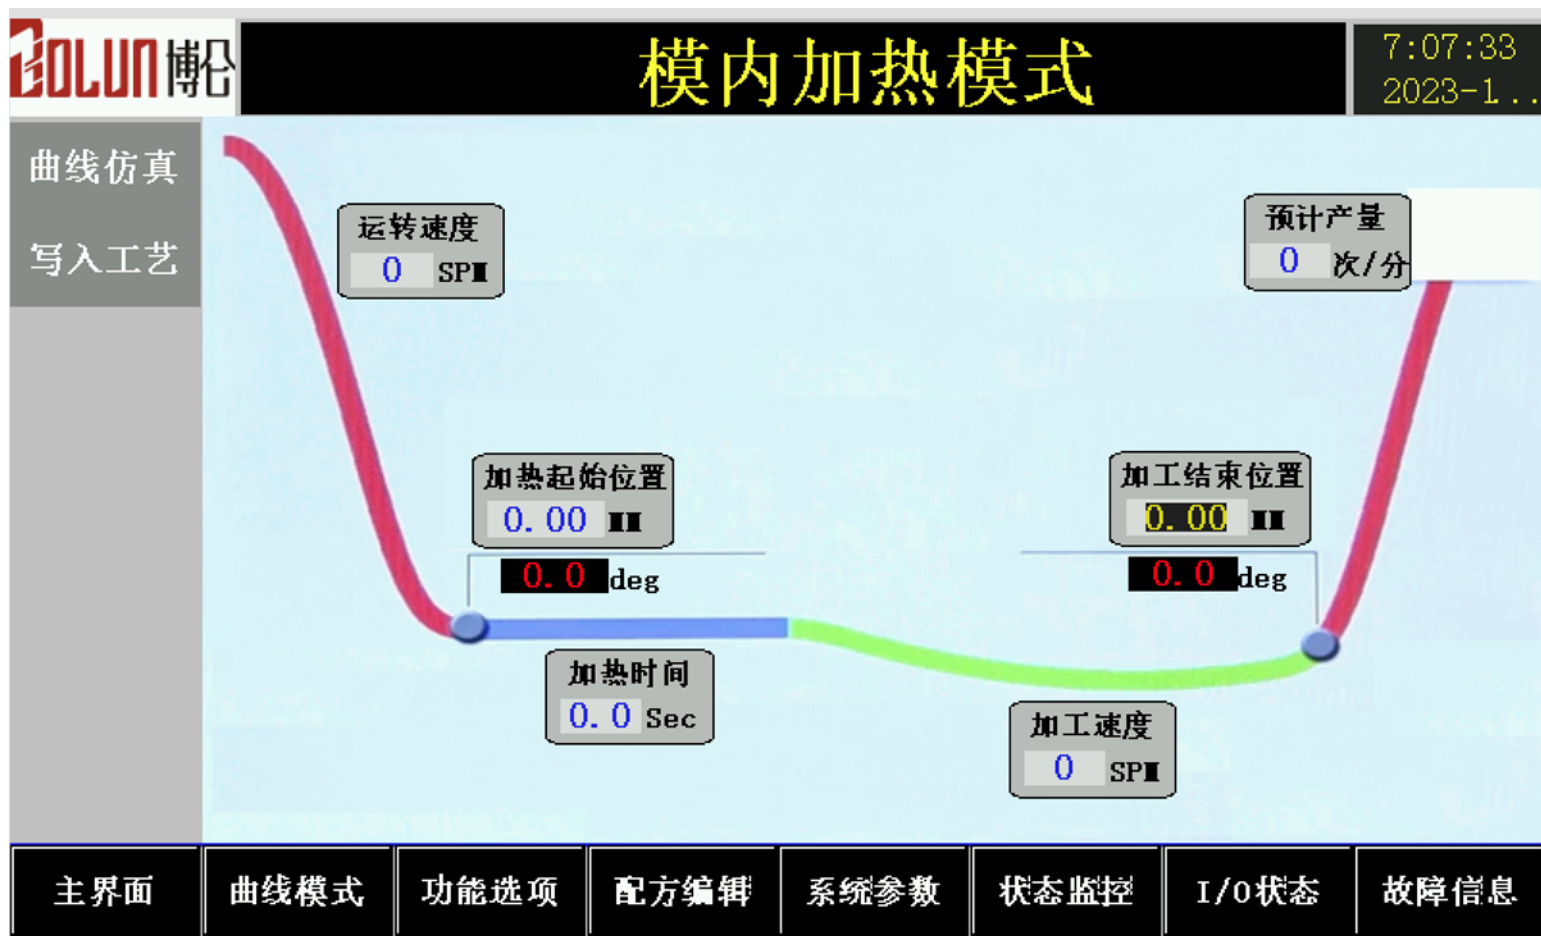 BOLUN博伦
模内加热模式
7:07:33
2023-1..
曲线仿真
写入工艺
运转速度
0 SPM
预计产量
0 次/分
加热起始位置
0.00 MM
0.0 deg
加工结束位置
0.00 MM
0.0 deg
加热时间
0.0 Sec
加工速度
0 SPM
主界面
曲线模式
功能选项
配方编辑
系统参数
状态监控
I/O状态
故障信息